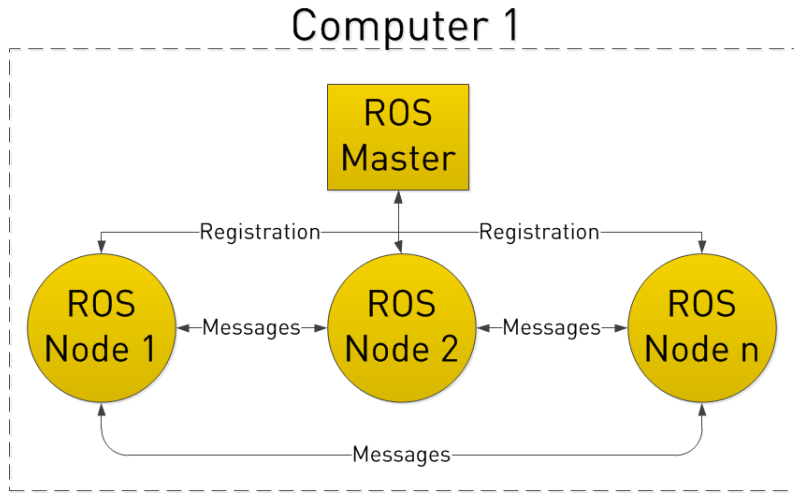 Computer 1
ROS
Master
Registration
Registration
ROS
Node 1
Messages
ROS
Node 2
Messages
ROS
Node n
Messages